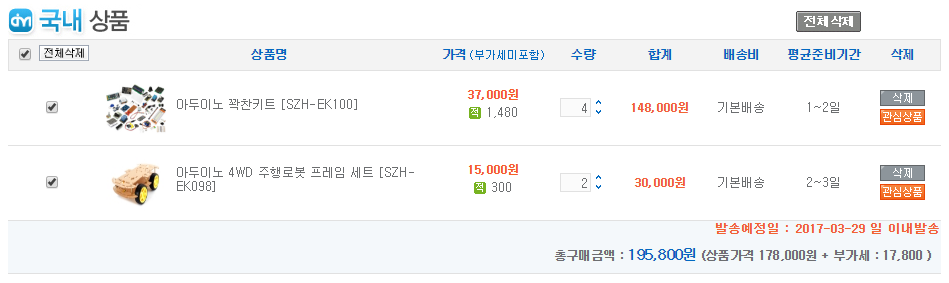 국내 상품
전체 삭제
전체삭제 상품명 가격 (부가세미포함) 수량 합계 배송비 평균준비기간 삭제
아두이노 꽉찬키트 [SZH-EK100] 37,000원 적 1,480 4 148,000원 기본배송 1~2일 삭제 관심상품
아두이노 4WD 주행로봇 프레임 세트 [SZH-
EK098] 15,000원 적 300 2 30,000원 기본배송 2~3일 삭제 관심상품
발송예정일 : 2017-03-29 일 이내발송
총구매금액 : 195,800원 (상품가격 178,000원 + 부가세 : 17,800 )